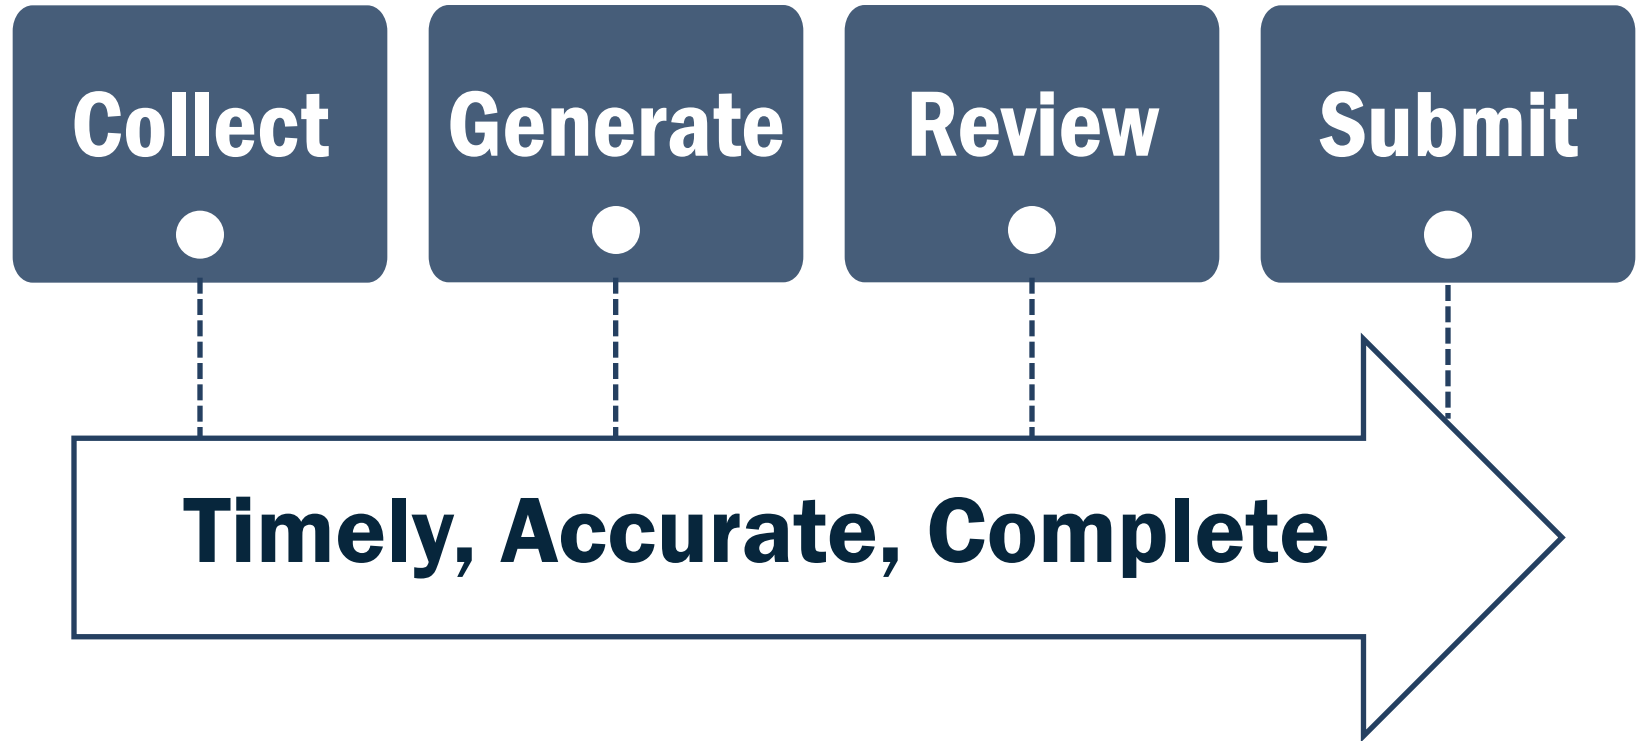 Collect
Generate
Review
Submit
Timely, Accurate, Complete